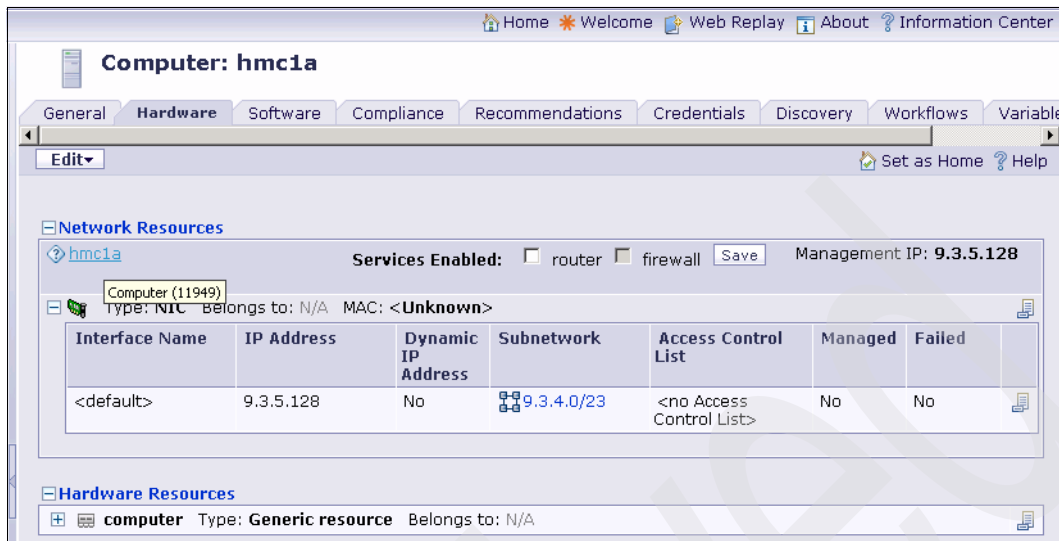 Home Welcome Web Replay About Information Center
Computer: hmc1a
General Hardware Software Compliance Recommendations Credentials Discovery Workflows Variable
Edit Set as Home Help
Network Resources
hmc1a Services Enabled: router firewall Save Management IP: 9.3.5.128
Computer (11949)
Type: NIC Belongs to: N/A MAC: <Unknown>
Interface Name IP Address Dynamic IP Address Subnetwork Access Control List Managed Failed
<default> 9.3.5.128 No 9.3.4.0/23 <no Access Control List> No No
Hardware Resources
computer Type: Generic resource Belongs to: N/A